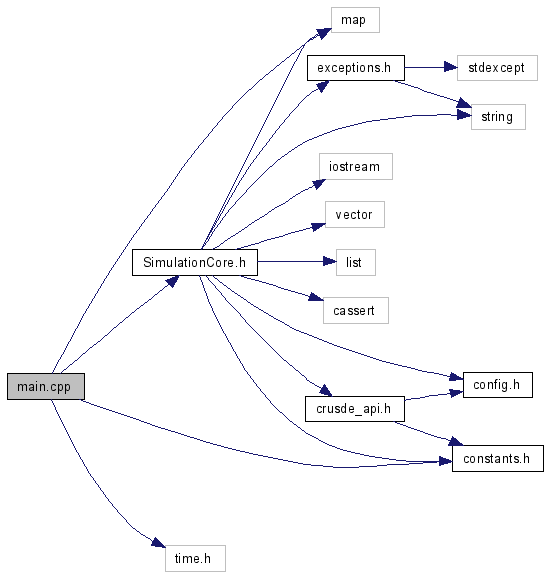 map
exceptions.h
stdexcept
string
iostream
vector
SimulationCore.h
list
cassert
main.cpp
config.h
crusde_api.h
constants.h
time.h